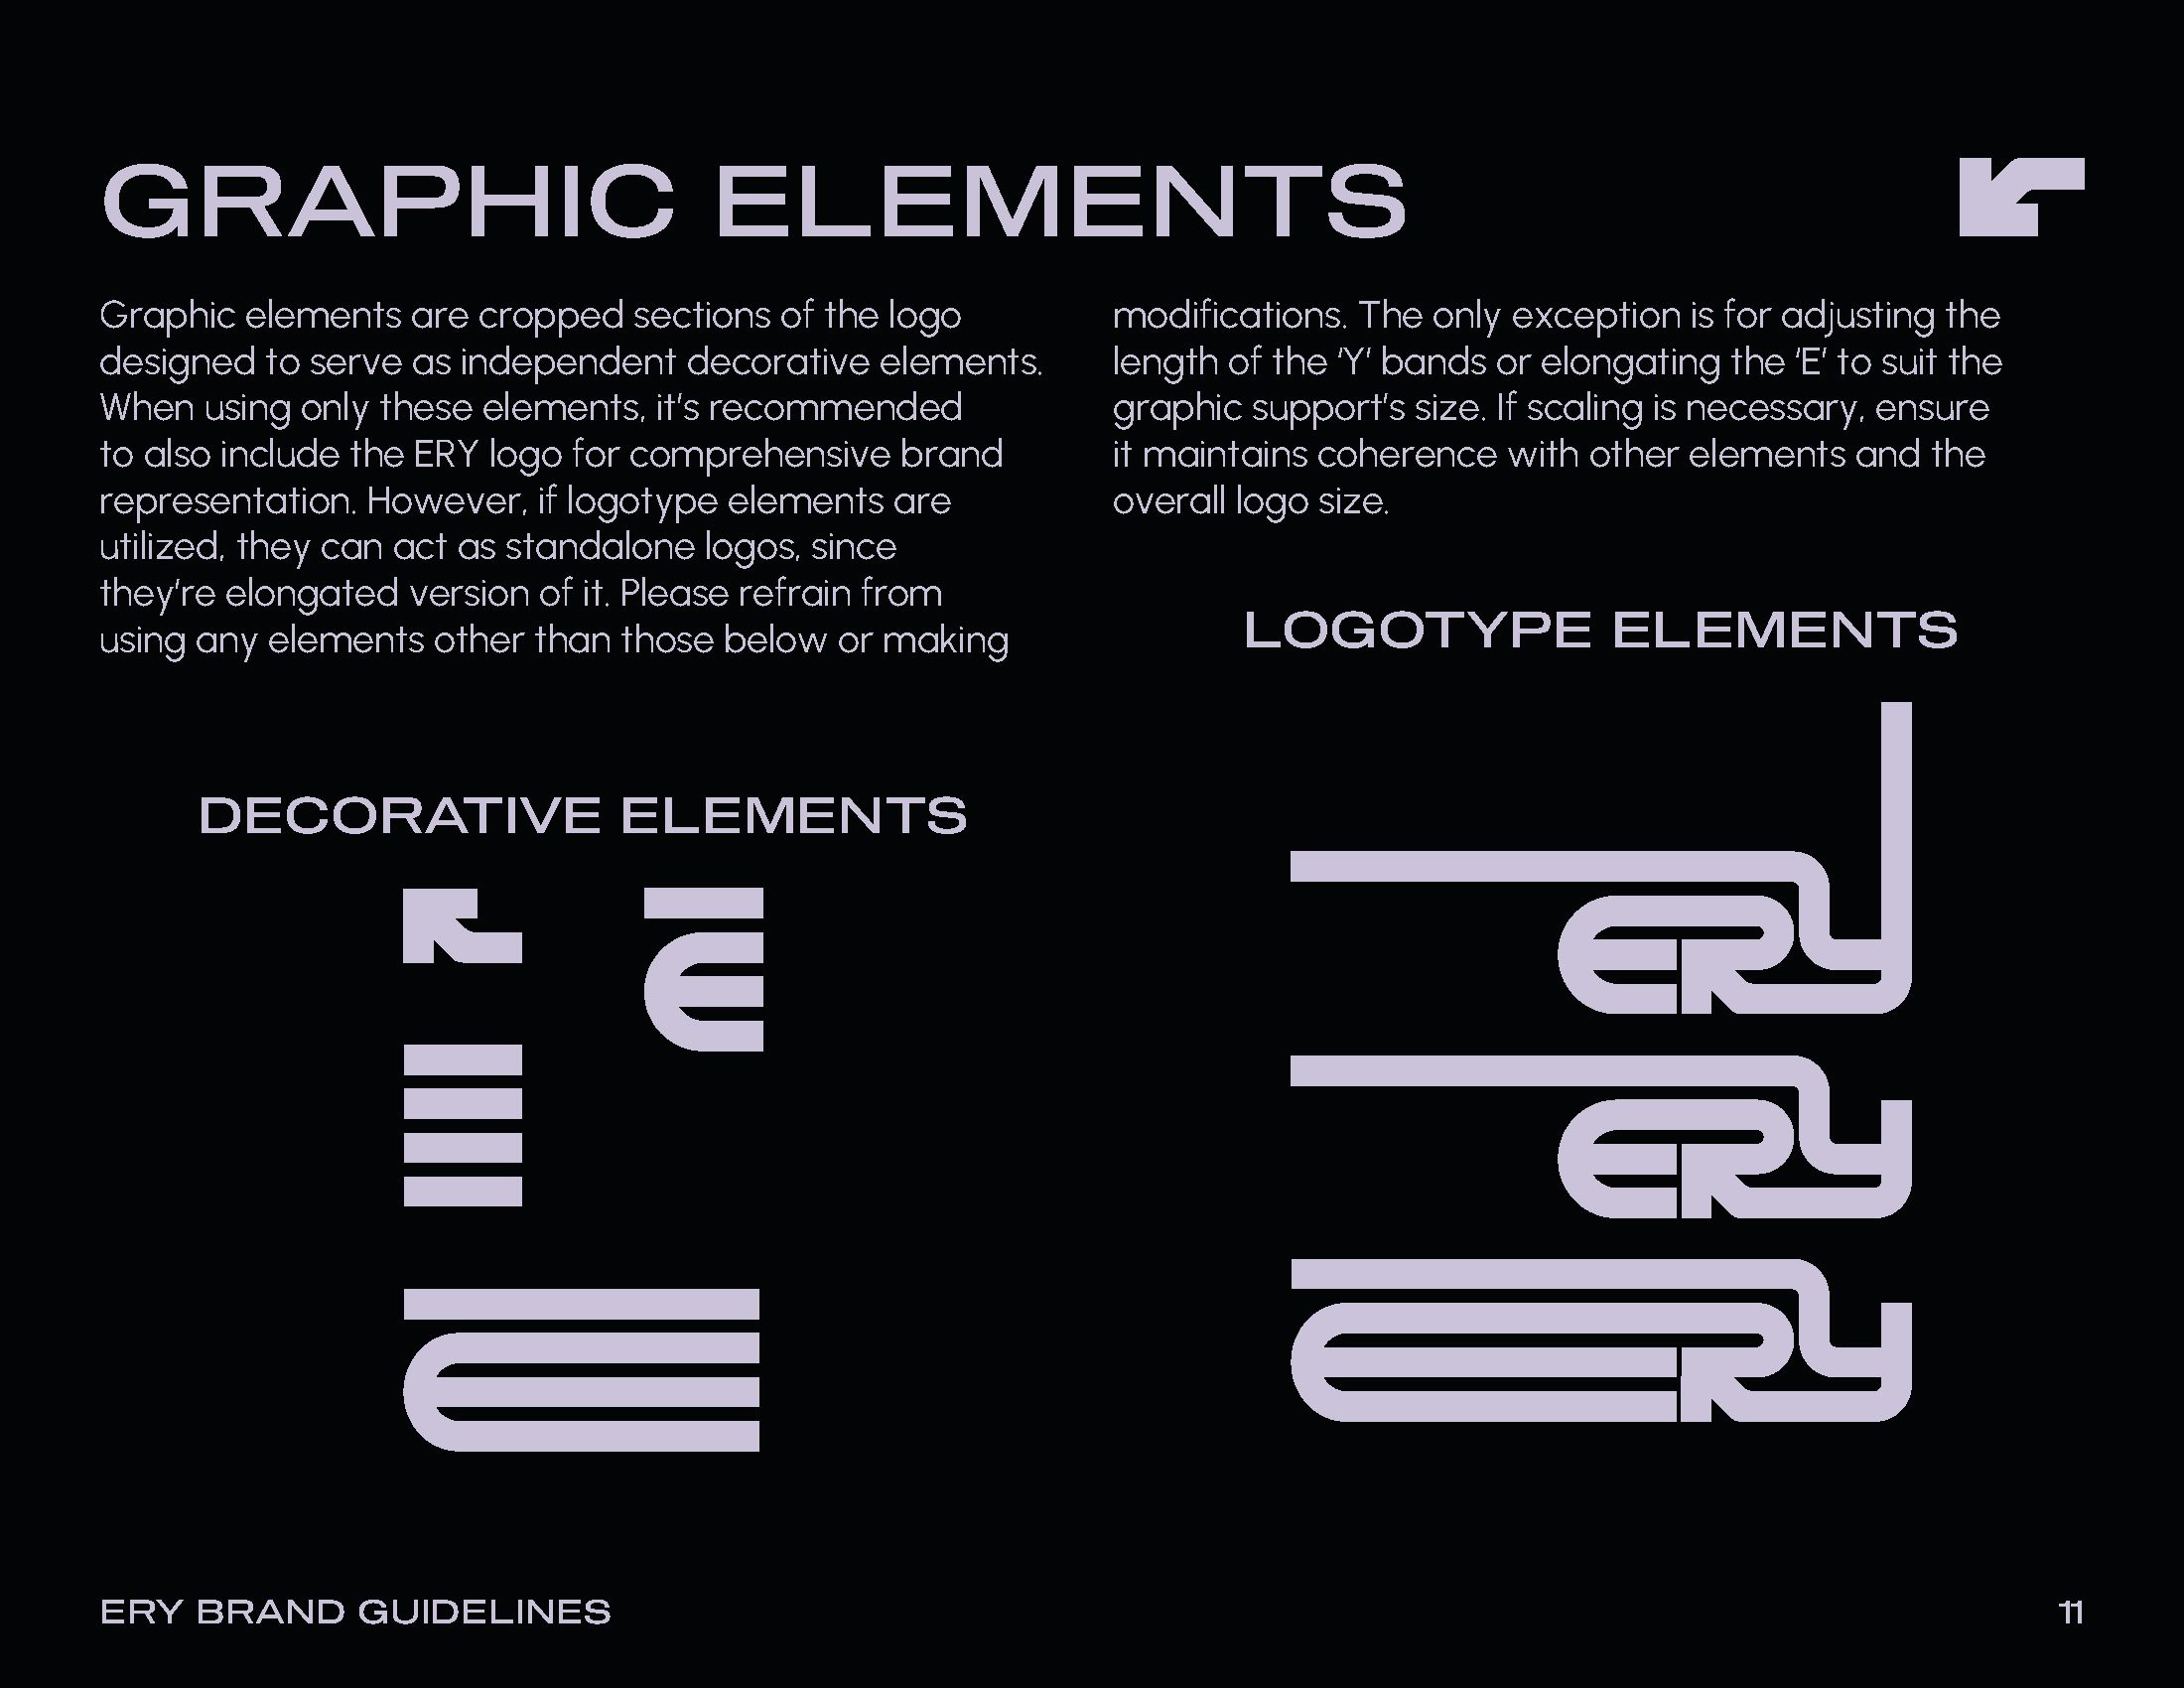 GRAPHIC ELEMENTS
Graphic elements are cropped sections of the logo
designed to serve as independent decorative elements.
When using only these elements, it's recommended
to also include the ERY logo for comprehensive brand
representation. However, if logotype elements are
utilized, they can act as standalone logos, since
they're elongated version of it. Please refrain from
using any elements other than those below or making
modifications. The only exception is for adjusting the
length of the 'Y' bands or elongating the 'E' to suit the
graphic support's size. If scaling is necessary, ensure
it maintains coherence with other elements and the
overall logo size.
DECORATIVE ELEMENTS
LOGOTYPE ELEMENTS
ERY
ERY
ERY
ERY BRAND GUIDELINES
11